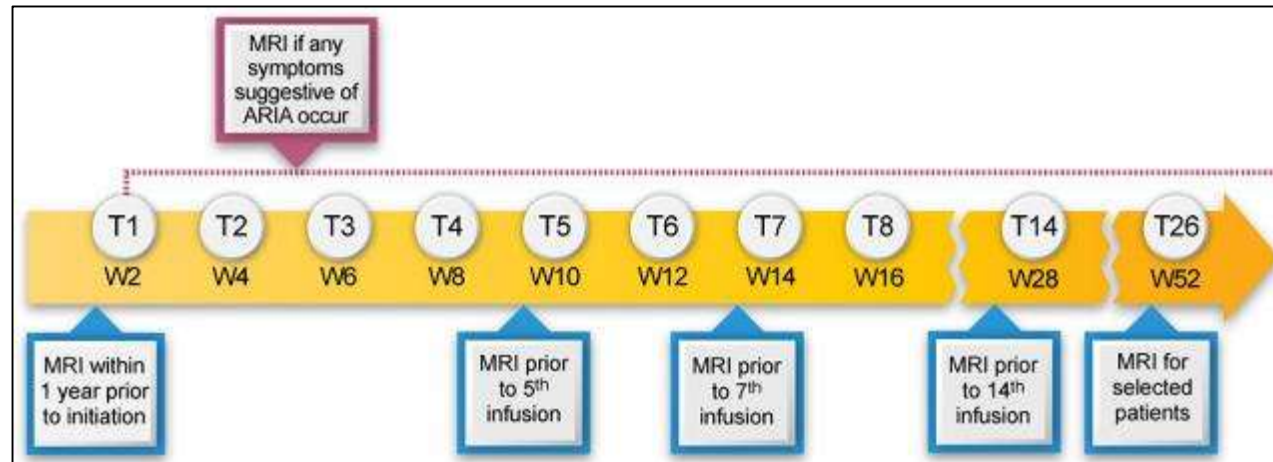 MRI if any
symptoms
suggestive of
ARIA occur
T1 T2 T3 T4 T5 T6 T7 T8 T14 T26
W2 W4 W6 W8 W10 W12 W14 W16 W28 W52
MRI within
1 year prior
to initiation
MRI prior
to 5th
infusion
MRI prior
to 7th
infusion
MRI prior
to 14th
infusion
MRI for
selected
patients